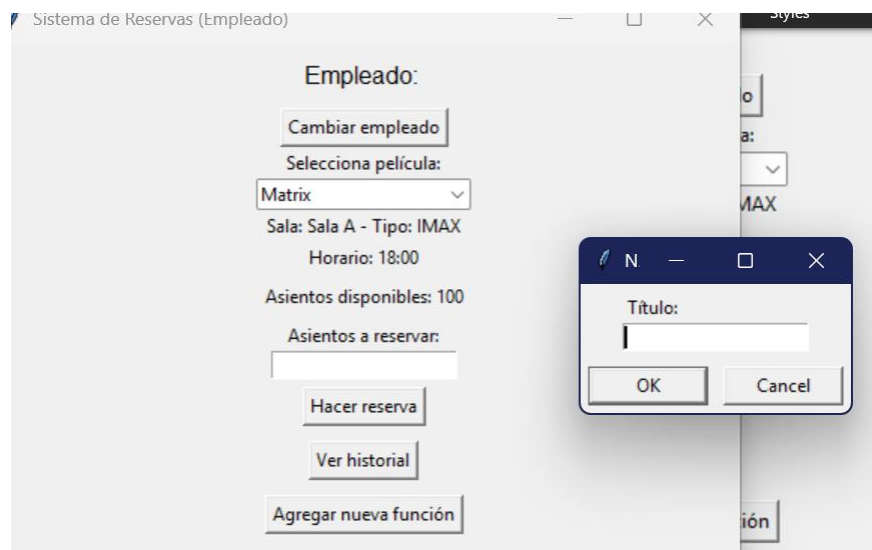 Sistema de Reservas (Empleado)
Styles
Empleado:
Cambiar empleado
Selecciona película:
Matrix
Sala: Sala A - Tipo: IMAX
Horario: 18:00
Asientos disponibles: 100
Asientos a reservar:
Hacer reserva
Ver historial
Agregar nueva función
o
a:
MAX
ión
N
Título:
OK
Cancel